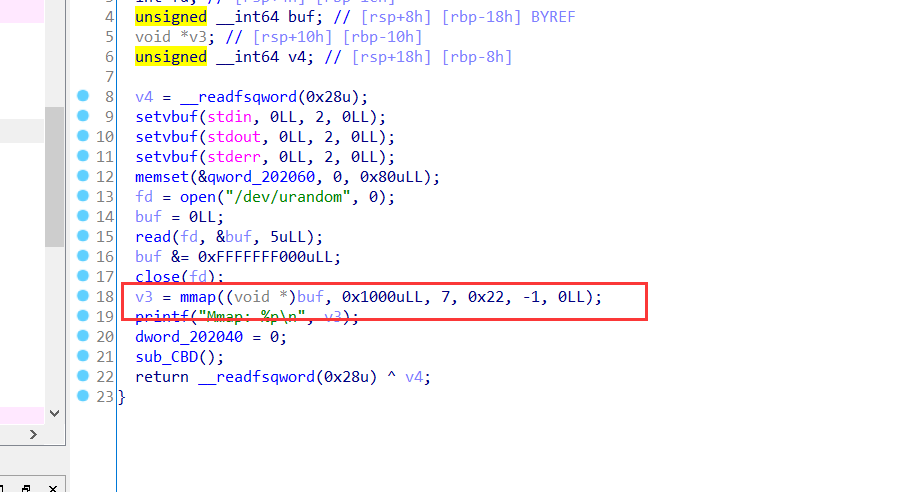 4 unsigned __int64 buf; // [rsp+8h] [rbp-18h] BYREF
5 void *v3; // [rsp+10h] [rbp-10h]
6 unsigned __int64 v4; // [rsp+18h] [rbp-8h]
7
8 v4 = __readfsqword(0x28u);
9 setvbuf(stdin, 0LL, 2, 0LL);
10 setvbuf(stdout, 0LL, 2, 0LL);
11 setvbuf(stderr, 0LL, 2, 0LL);
12 memset(&qword_202060, 0, 0x80uLL);
13 fd = open("/dev/urandom", 0);
14 buf = 0LL;
15 read(fd, &buf, 5uLL);
16 buf &= 0xFFFFFFF000uLL;
17 close(fd);
18 v3 = mmap((void *)buf, 0x1000uLL, 7, 0x22, -1, 0LL);
19 printf("Mmap: %p\n", v3);
20 dword_202040 = 0;
21 sub_CBD();
22 return __readfsqword(0x28u) ^ v4;
23 }